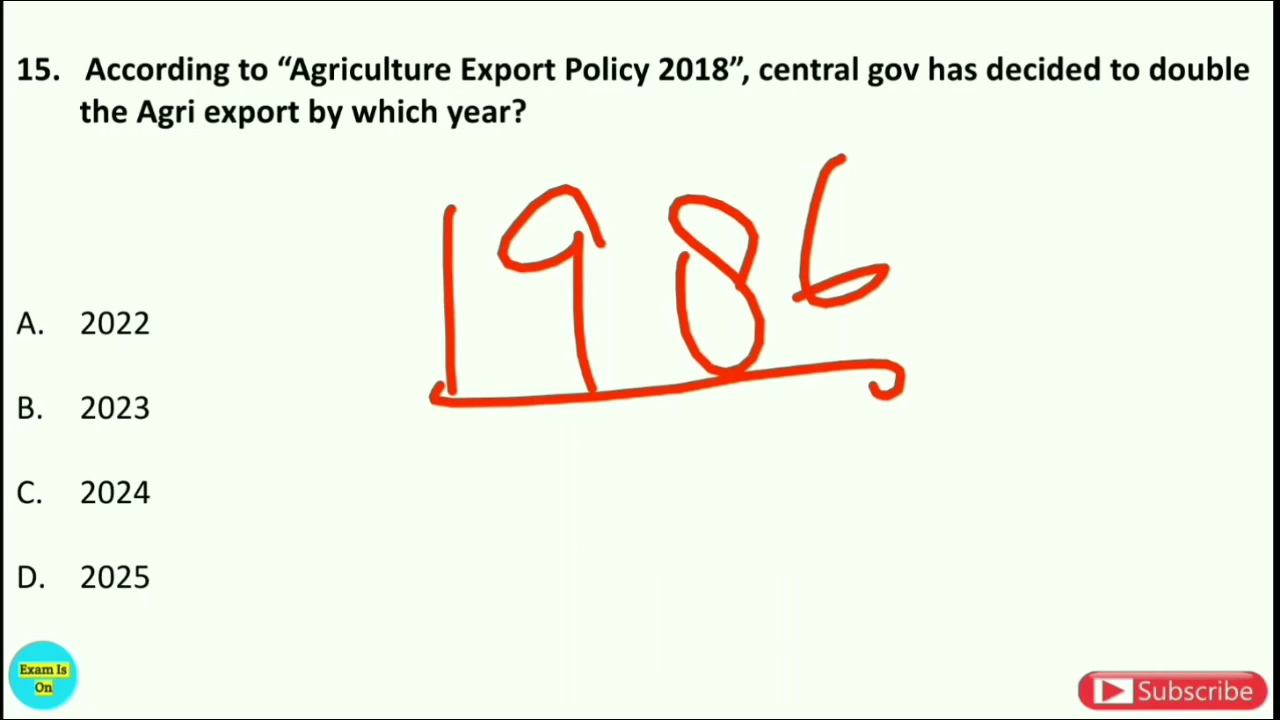 15. According to “Agriculture Export Policy 2018”, central gov has decided to double
the Agri export by which year?
1986
A. 2022
B. 2023
C. 2024
D. 2025
Exam Is
On
Subscribe